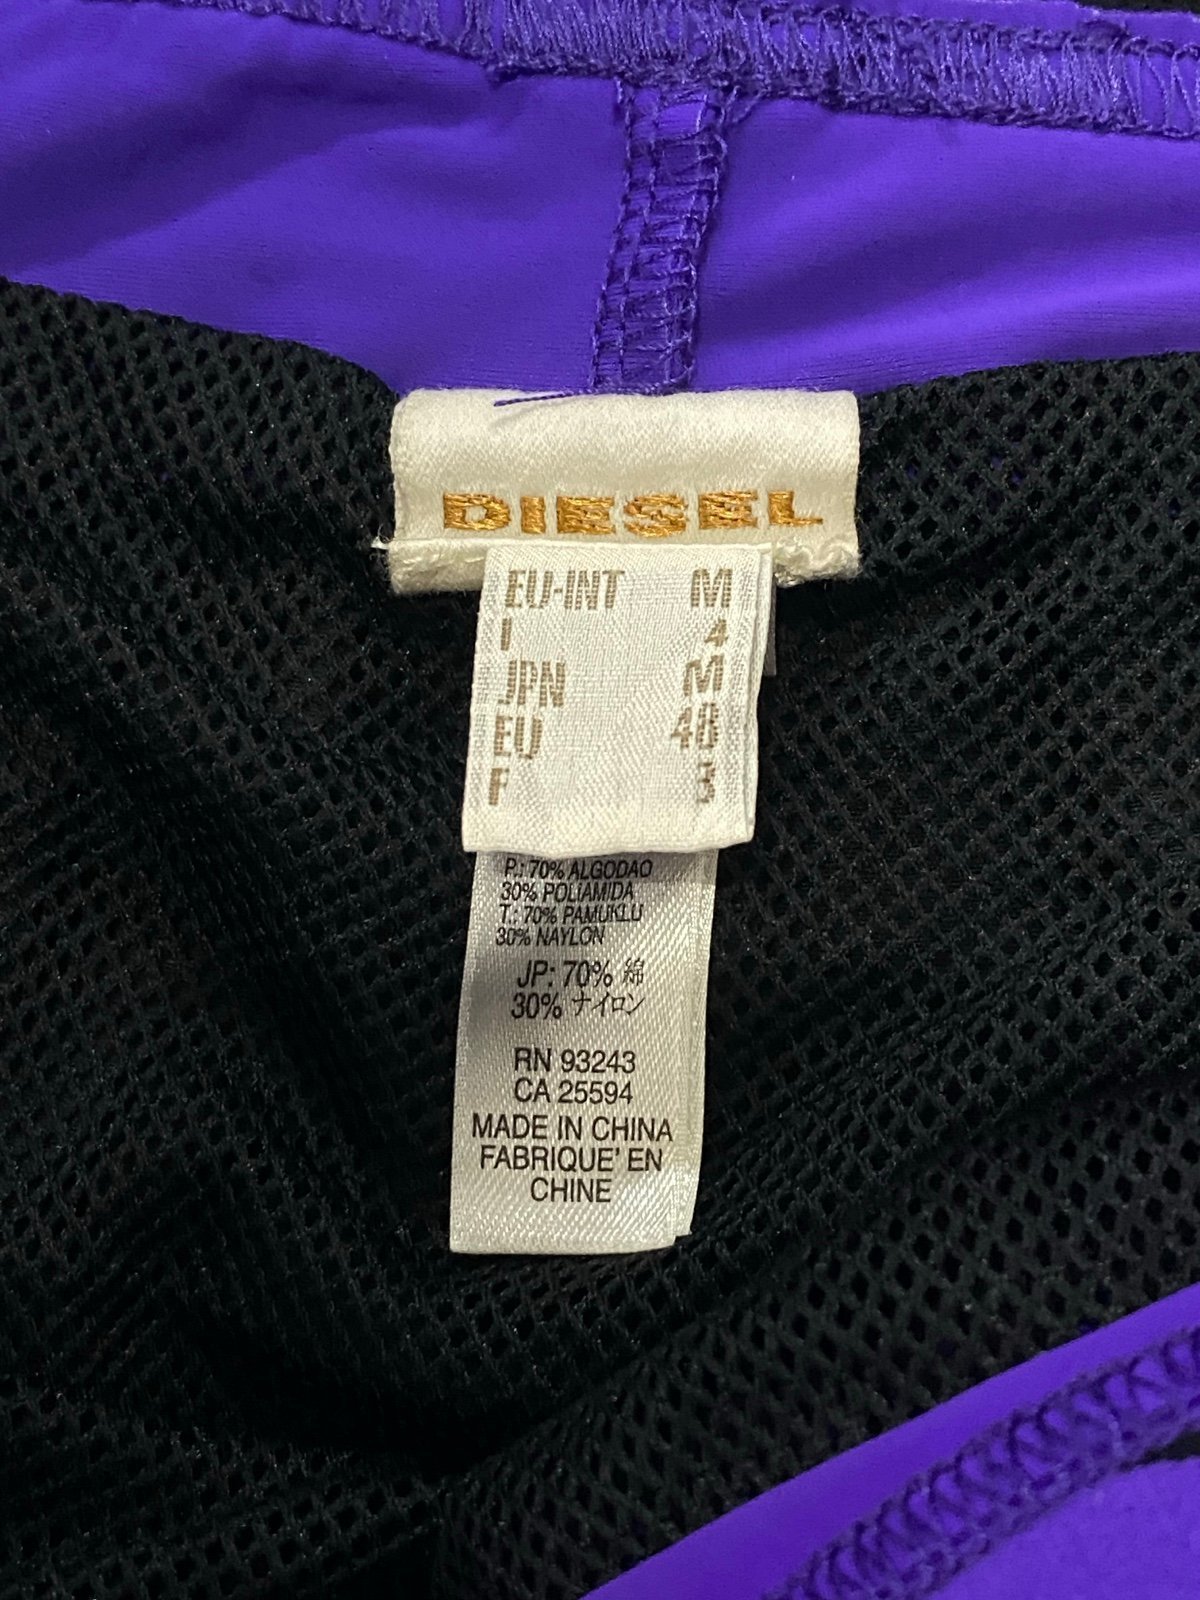 DIESEL
EU-INT M
I 4
JPN M
EU 48
F 3
P.: 70% ALGODAO
30% POLIAMIDA
T.: 70% PAMUKLU
30% NAYLON
JP: 70% 綿
30% ナイロン
RN 93243
CA 25594
MADE IN CHINA
FABRIQUE' EN
CHINE